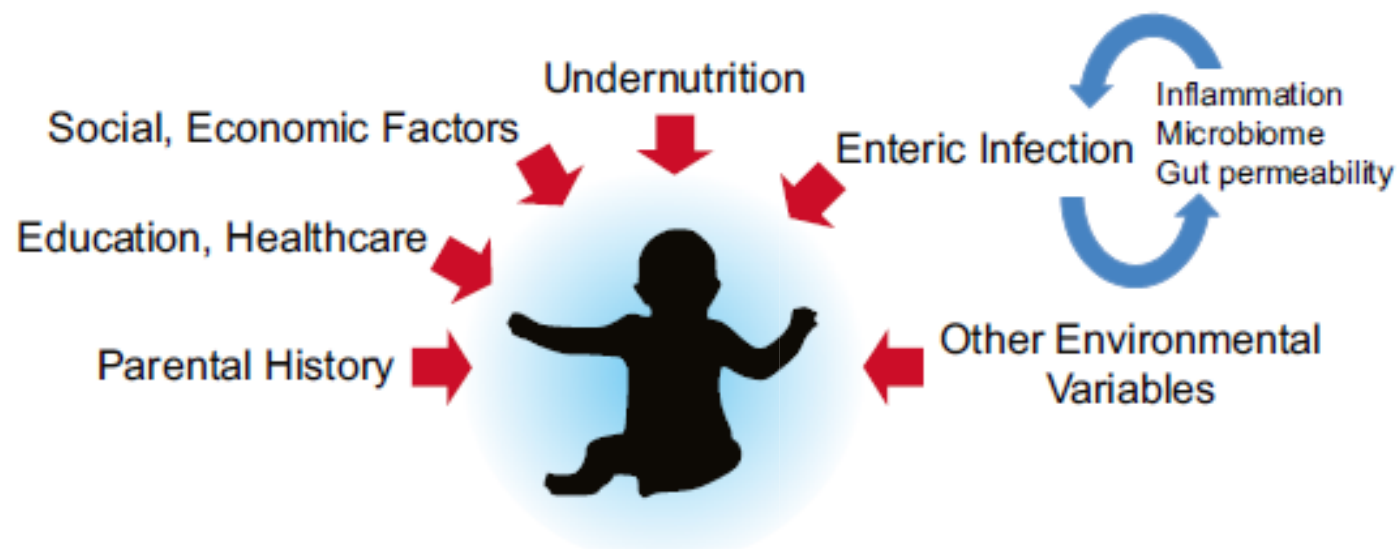 Undernutrition
Social, Economic Factors
Education, Healthcare
Parental History
Enteric Infection
Inflammation
Microbiome
Gut permeability
Other Environmental
Variables